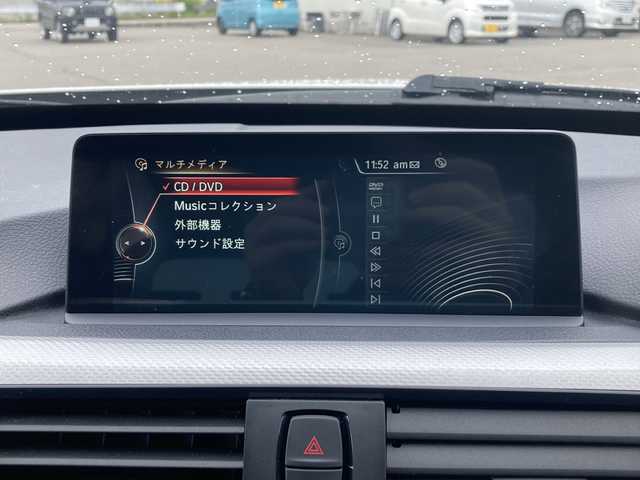 マルチメディア
11:52 am
CD / DVD
Musicコレクション
外部機器
サウンド設定
DVD